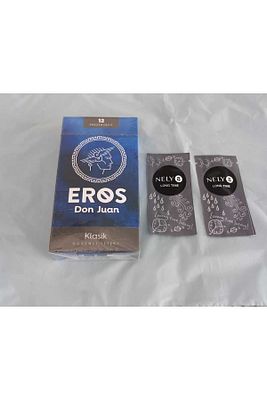 12
EROS
Don Juan
Klasik
NELY
LONG TIME
NELY
LONG TIME